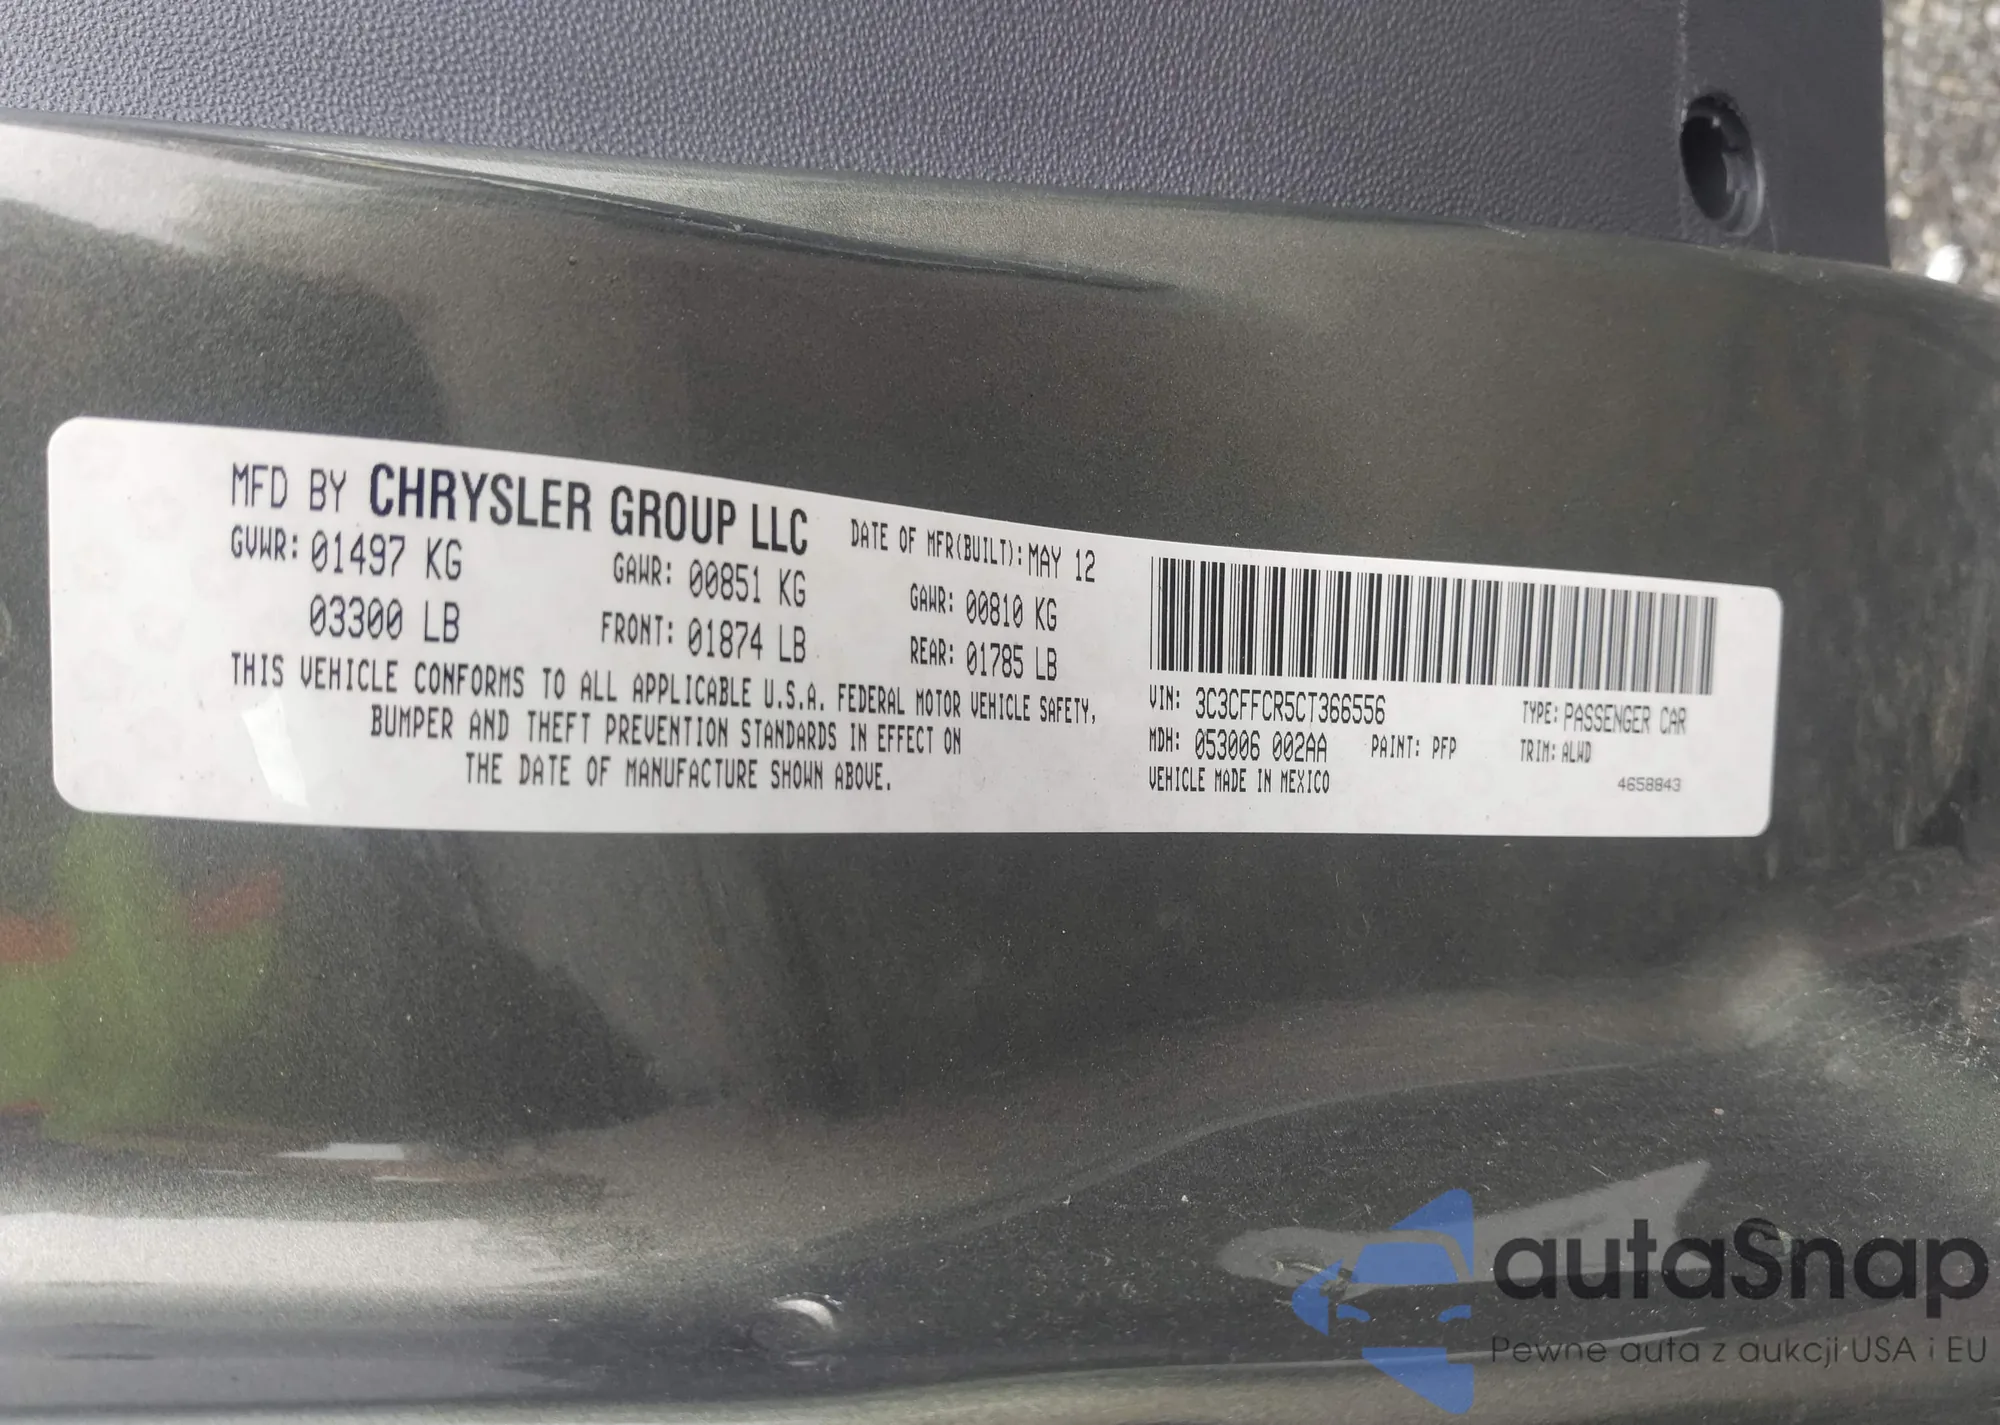 MFD BY CHRYSLER GROUP LLC DATE OF MFR(BUILT): MAY 12
GVWR: 01497 KG GAWR: 00851 KG GAWR: 00810 KG
03300 LB FRONT: 01874 LB REAR: 01785 LB
THIS VEHICLE CONFORMS TO ALL APPLICABLE U.S.A. FEDERAL MOTOR VEHICLE SAFETY,
BUMPER AND THEFT PREVENTION STANDARDS IN EFFECT ON
THE DATE OF MANUFACTURE SHOWN ABOVE.
VIN: 3C3CFFCR5CT366556 TYPE: PASSENGER CAR
MDH: 053006 002AA PAINT: PFP TRIM: ALWD
VEHICLE MADE IN MEXICO 4658843
autaSnap
Pewne auta z aukcji USA i EU